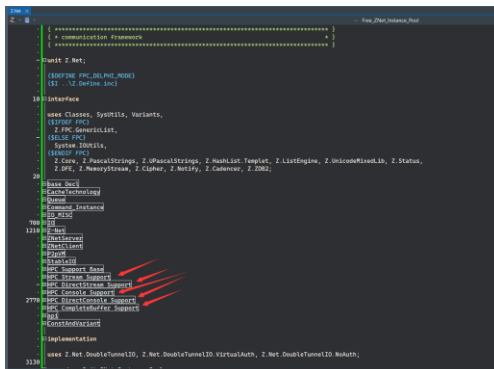 Z.Net
Z
free_ZNet_Instance_Pool
{ ****************************************************************************** }
{ * communication framework * }
{ ****************************************************************************** }
unit Z.Net;
{$DEFINE FPC_DELPHI_MODE}
{$I ..\Z.Define.inc}
10 interface
uses Classes, SysUtils, Variants,
{$IFDEF FPC}
Z.FPC.GenericList,
{$ELSE FPC}
System.IOUtils,
{$ENDIF FPC}
Z.Core, Z.PascalStrings, Z.UPascalStrings, Z.HashList.Templet, Z.ListEngine, Z.UnicodeMixedLib, Z.Status,
Z.DFE, Z.MemoryStream, Z.Cipher, Z.Notify, Z.Cadencer, Z.ZDB2;
20
base Decl
CacheTechnology
Queue
Command_Instance
IO_MISC
700 IO
1210 Z-Net
ZNetServer
ZNetClient
P2pVM
StableIO
HPC Support Base
HPC Stream Support
HPC DirectStream Support
HPC Console Support
2770 HPC DirectConsole Support
HPC CompleteBuffer Support
api
ConstAndVariant
implementation
uses Z.Net.DoubleTunnelIO, Z.Net.DoubleTunnelIO.VirtualAuth, Z.Net.DoubleTunnelIO.NoAuth;
3130